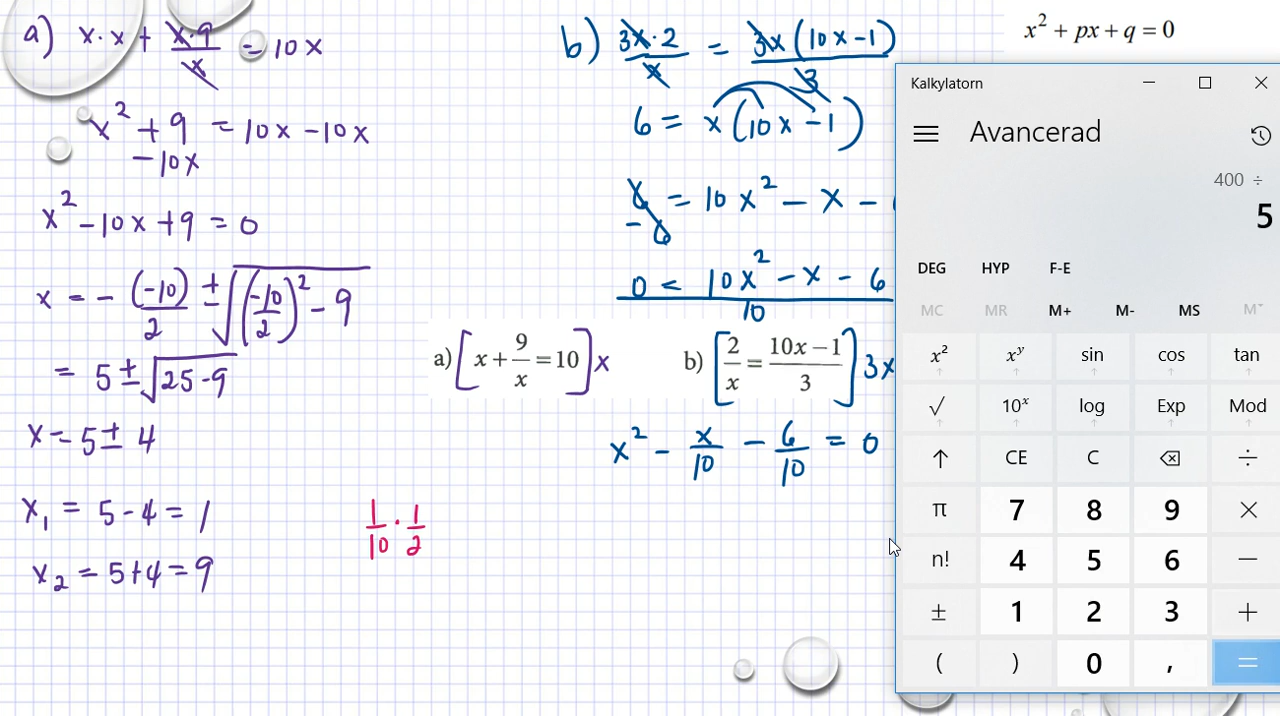 a) x·x + x·9/x = 10x
x² + 9 = 10x - 10x
-10x
x² - 10x + 9 = 0
x = - (-10)/2 ± √((-10/2)² - 9)
= 5 ± √25-9
x = 5 ± 4
x₁ = 5 - 4 = 1
x₂ = 5 + 4 = 9
b) 3x·2/x = 3x(10x-1)/3
6 = x(10x - 1)
6 = 10x² - x -
-6
0 = 10x² - x - 6
10
a) [x + 9/x = 10] x
b) [2/x = 10x - 1/3] 3x
x² - x/10 - 6/10 = 0
1/10 · 1/2
x² + px + q = 0
Kalkylatorn
Avancerad
400 ÷
5
DEG HYP F-E
MC MR M+ M- MS M˅
x² xʸ sin cos tan
√ 10ˣ log Exp Mod
↑ CE C ⌫ ÷
π 7 8 9 ×
n! 4 5 6 −
± 1 2 3 +
( ) 0 , =